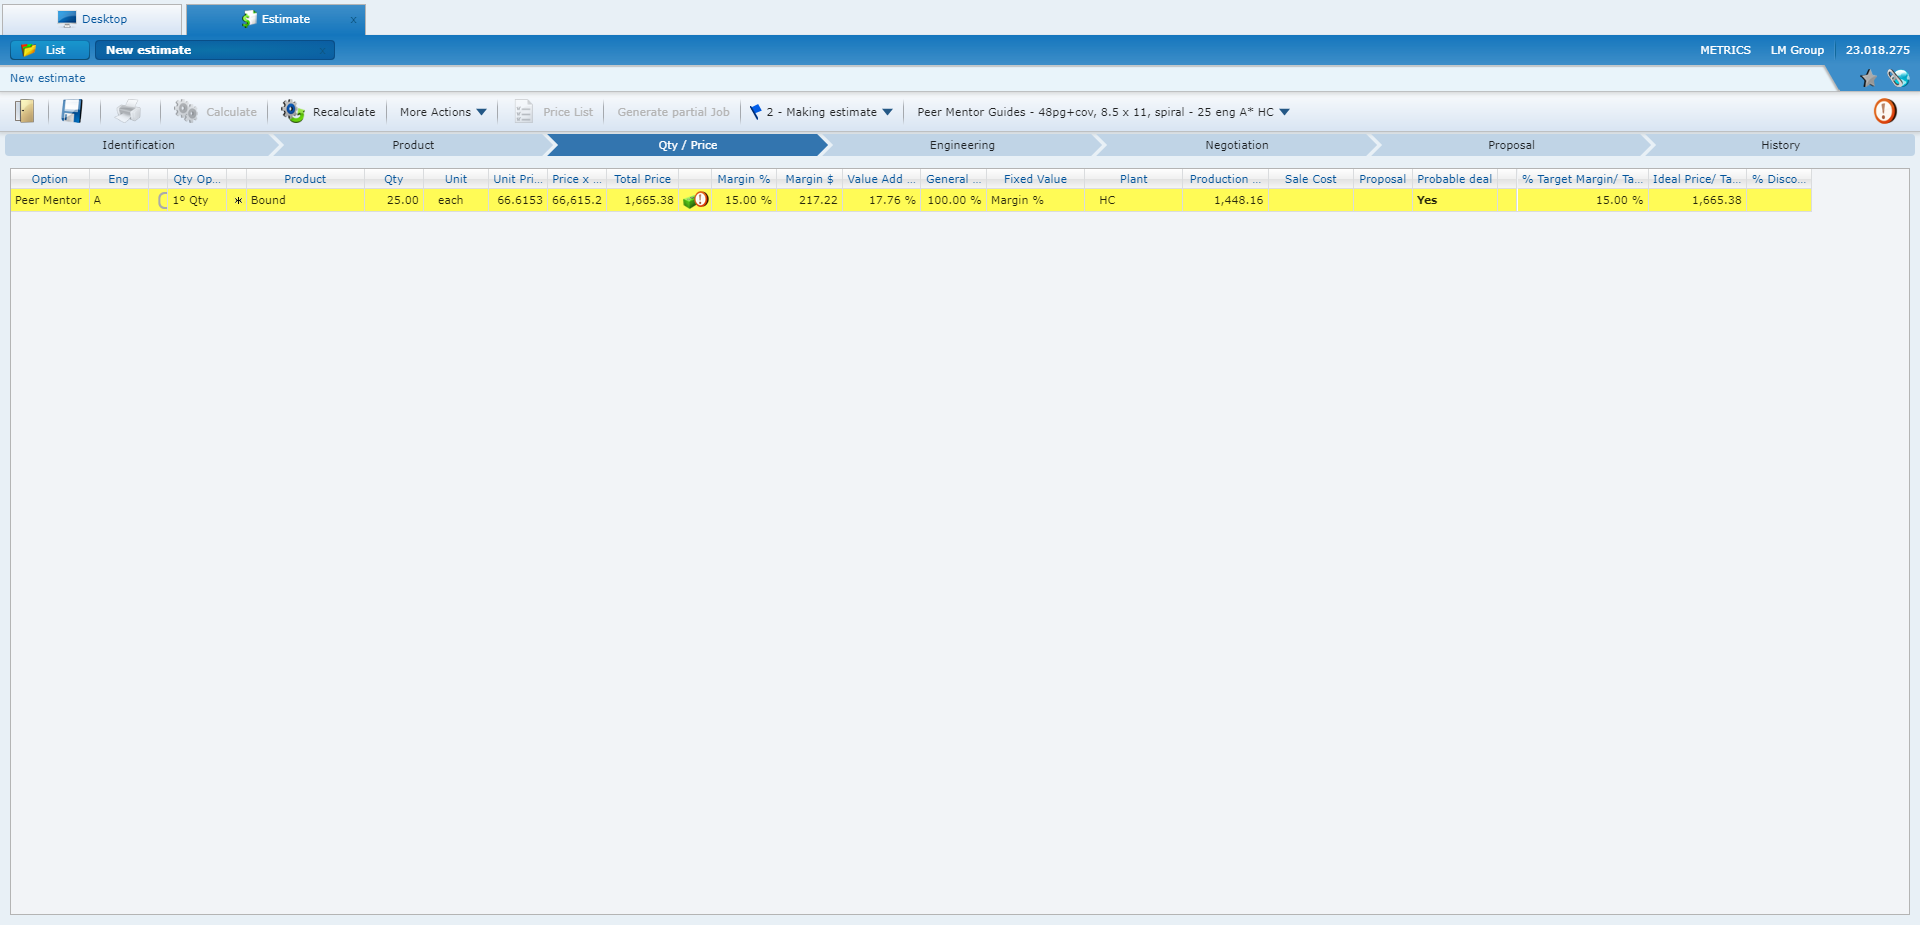 Desktop
Estimate x
List
New estimate x
METRICS LM Group 23.018.275
New estimate
Calculate Recalculate More Actions Price List Generate partial Job 2 - Making estimate Peer Mentor Guides - 48pg+cov, 8.5 x 11, spiral - 25 eng A* HC
Identification Product Qty / Price Engineering Negotiation Proposal History
Option Eng Qty Op... Product Qty Unit Unit Pri... Price x ... Total Price Margin % Margin $ Value Add ... General ... Fixed Value Plant Production ... Sale Cost Proposal Probable deal % Target Margin/ Ta... Ideal Price/ Ta... % Disco...
Peer Mentor A 1º Qty * Bound 25.00 each 66.6153 66,615.2 1,665.38 15.00 % 217.22 17.76 % 100.00 % Margin % HC 1,448.16 Yes 15.00 % 1,665.38